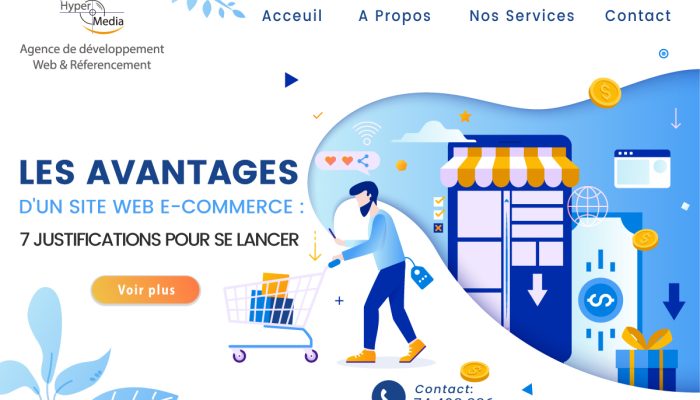 Hyper
Media
Agence de développement
Web & Réferencement
Acceuil A Propos Nos Services Contact
LES AVANTAGES
D'UN SITE WEB E-COMMERCE :
7 JUSTIFICATIONS POUR SE LANCER
Voir plus
Contact: